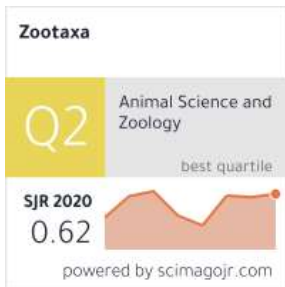 Zootaxa
Q2
Animal Science and
Zoology
best quartile
SJR 2020
0.62
powered by scimagojr.com